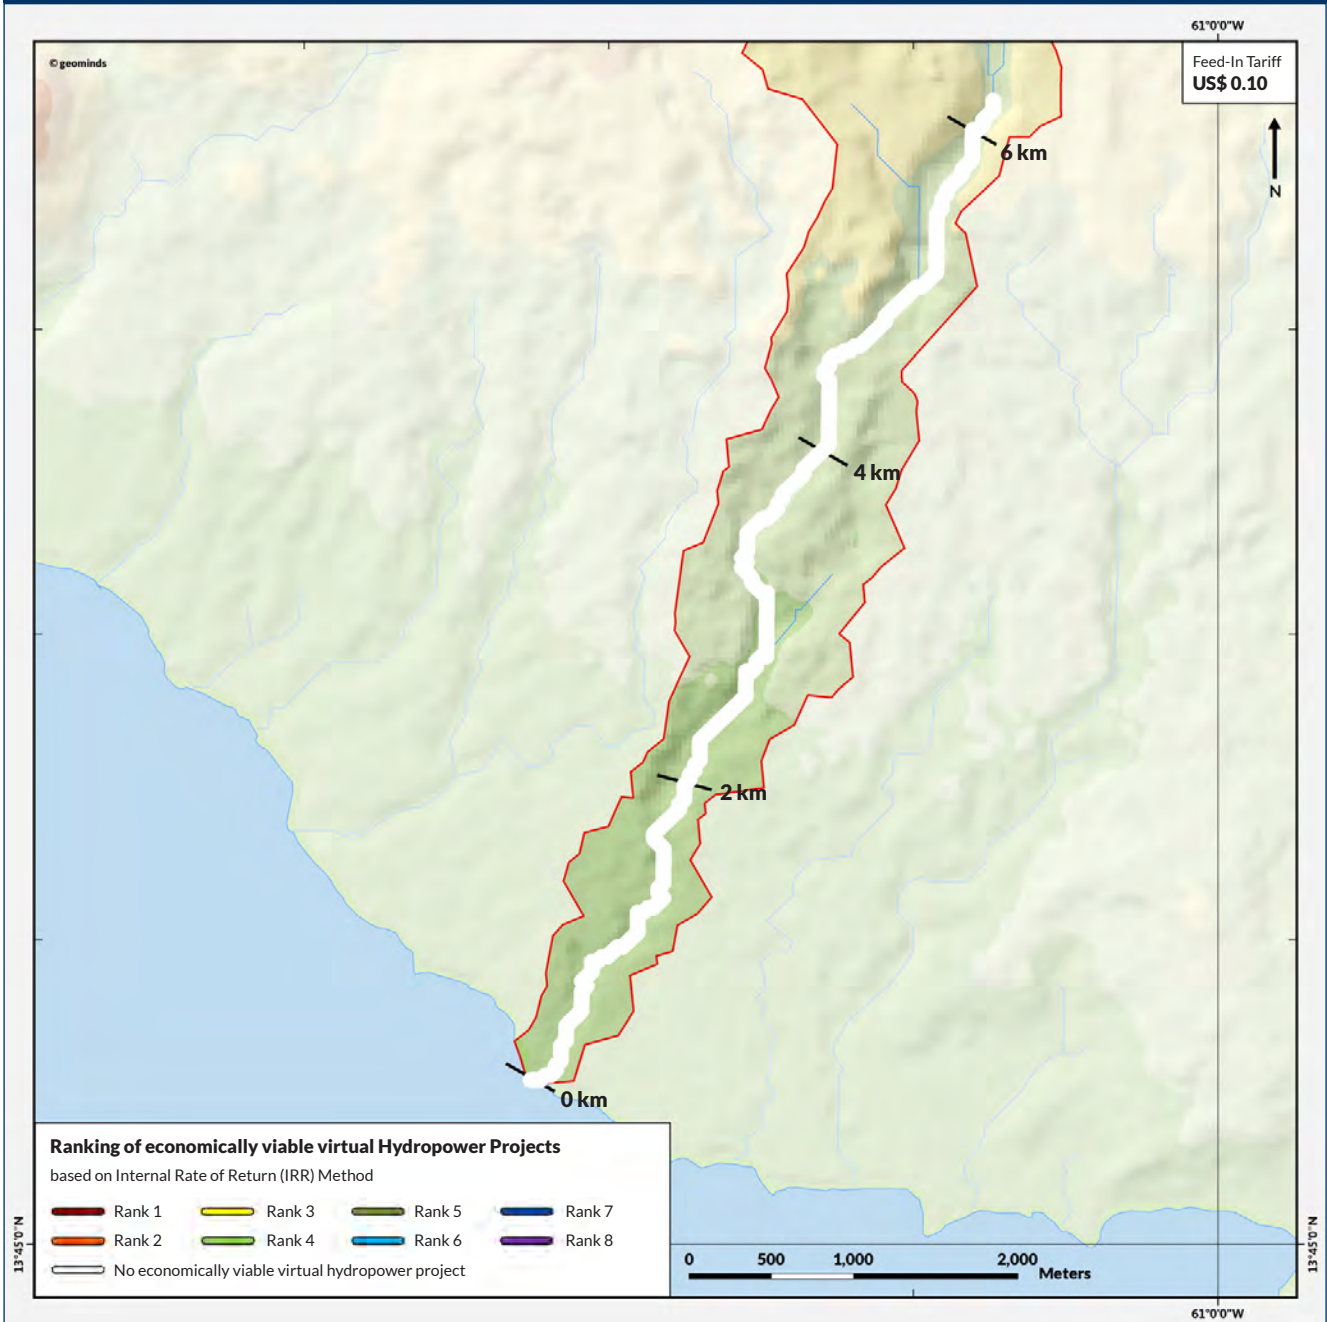 61°0'0"W
© geominds
Feed-In Tariff
US$ 0.10
N
6 km
4 km
2 km
0 km
Ranking of economically viable virtual Hydropower Projects
based on Internal Rate of Return (IRR) Method
Rank 1 Rank 3 Rank 5 Rank 7
Rank 2 Rank 4 Rank 6 Rank 8
No economically viable virtual hydropower project
0 500 1,000 2,000
Meters
13°45'0"N
13°45'0"N
61°0'0"W